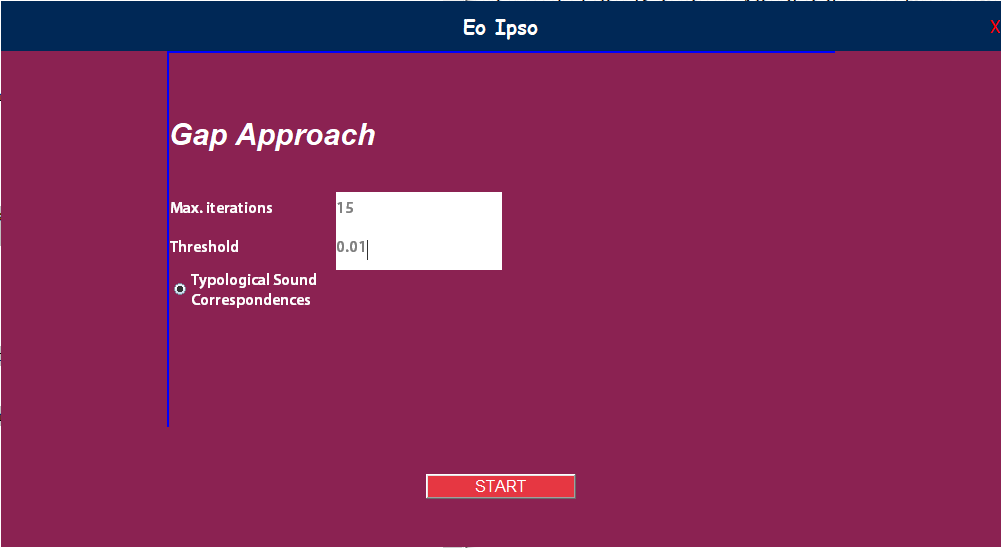 Eo Ipso
X
Gap Approach
Max. iterations 15
Threshold 0.01
Typological Sound
Correspondences
START